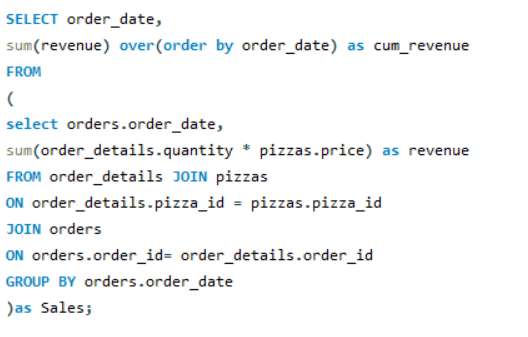 SELECT order_date,
sum(revenue) over(order by order_date) as cum_revenue
FROM
(
select orders.order_date,
sum(order_details.quantity * pizzas.price) as revenue
FROM order_details JOIN pizzas
ON order_details.pizza_id = pizzas.pizza_id
JOIN orders
ON orders.order_id= order_details.order_id
GROUP BY orders.order_date
)as Sales;